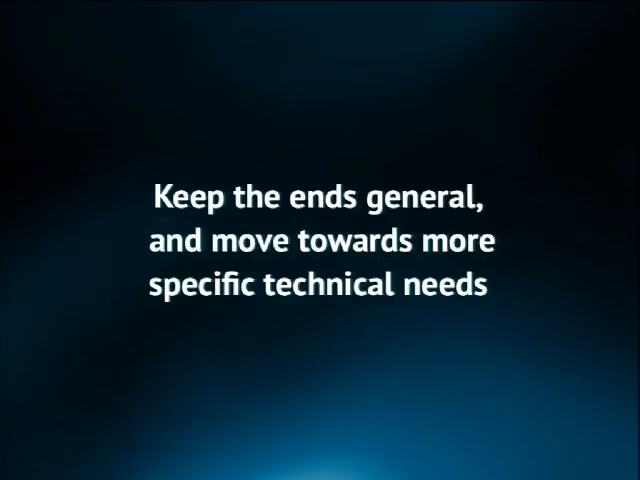 Keep the ends general,
and move towards more
specific technical needs